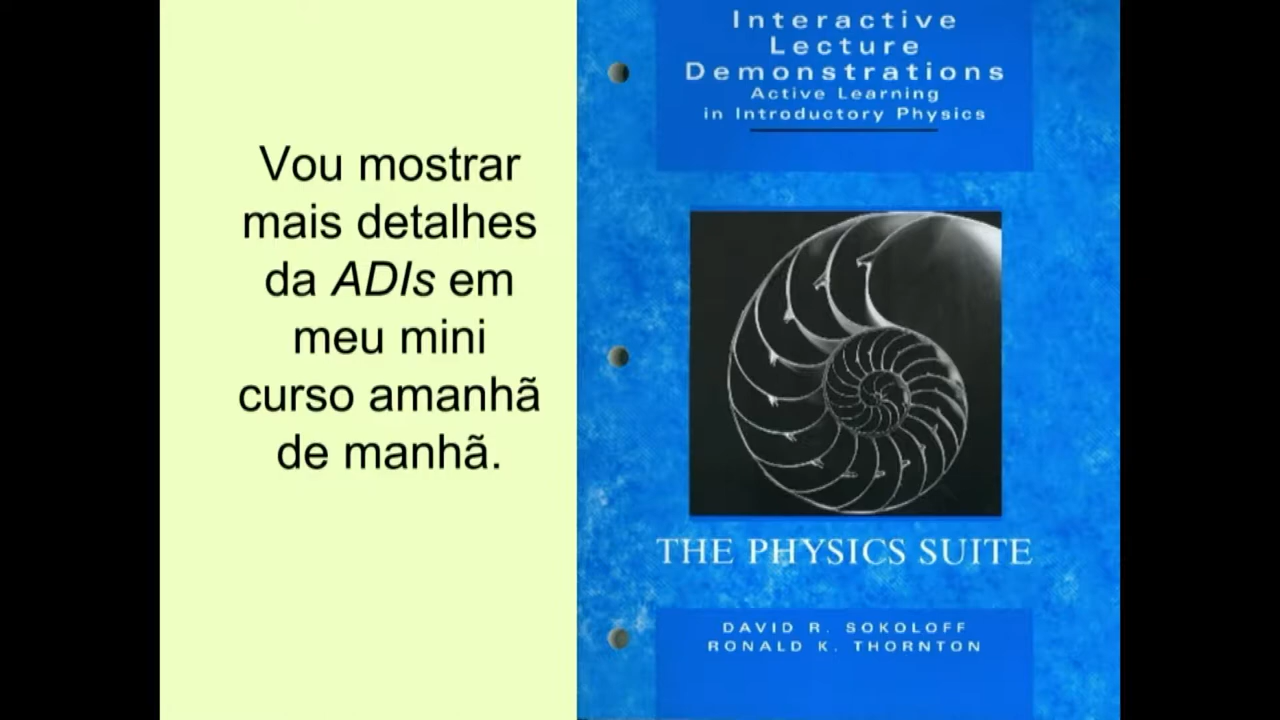 Vou mostrar
mais detalhes
da ADIs em
meu mini
curso amanhã
de manhã.
Interactive
Lecture
Demonstrations
Active Learning
in Introductory Physics
THE PHYSICS SUITE
DAVID R. SOKOLOFF
RONALD K. THORNTON